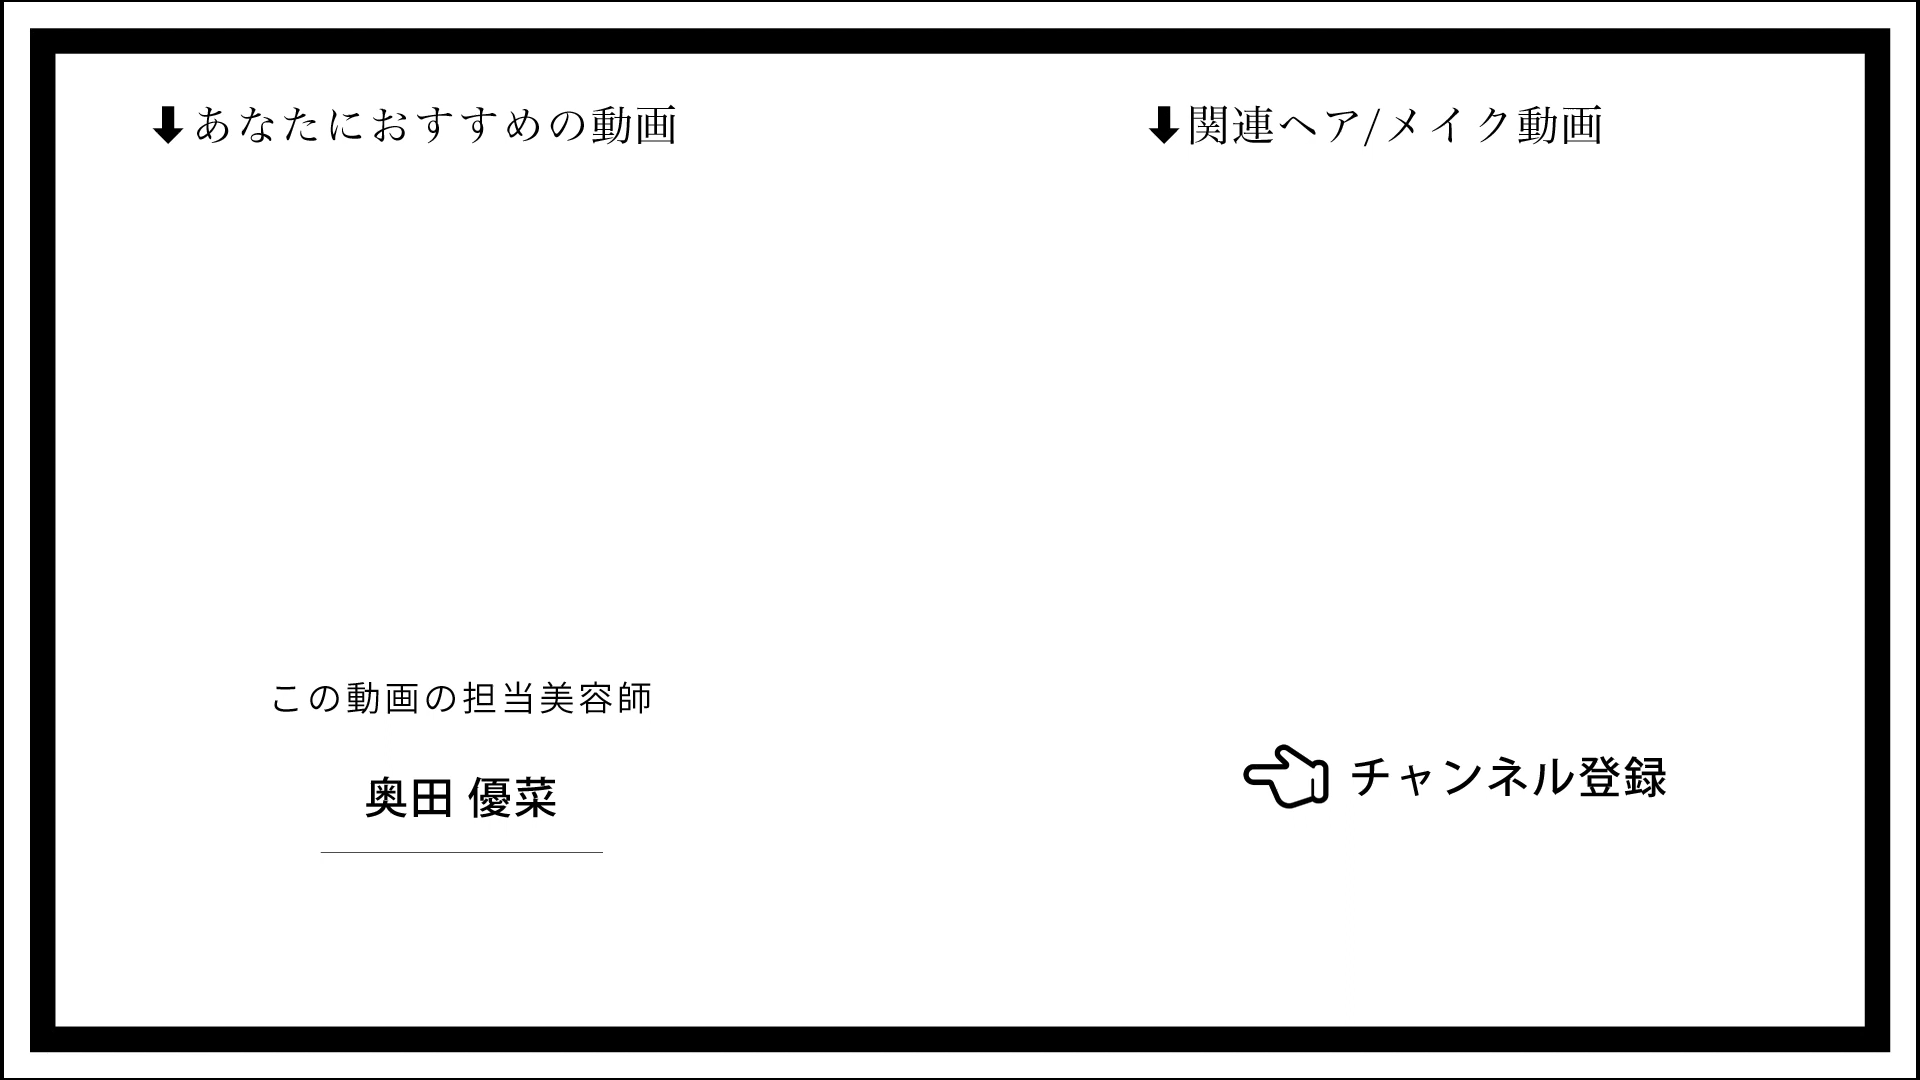 ⬇あなたにおすすめの動画
⬇関連ヘア/メイク動画
この動画の担当美容師
奥田 優菜
チャンネル登録